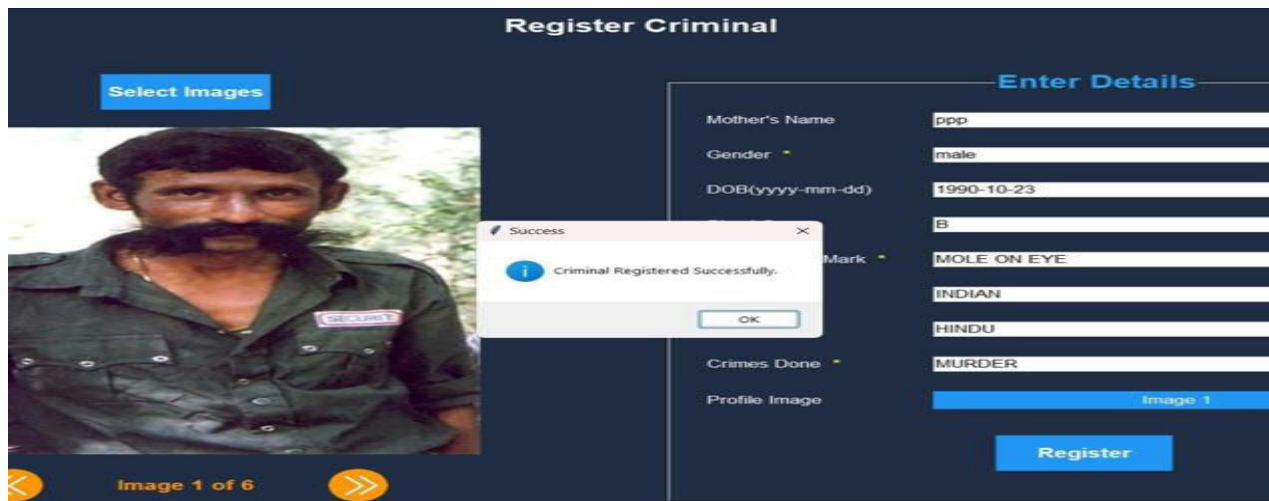 Register Criminal
Select Images
Enter Details
Mother's Name ppp
Gender * male
DOB(yyyy-mm-dd) 1990-10-23
B
Mark * MOLE ON EYE
INDIAN
HINDU
Crimes Done * MURDER
Profile Image Image 1
Register
Success
Criminal Registered Successfully.
OK
SECURIT
Image 1 of 6